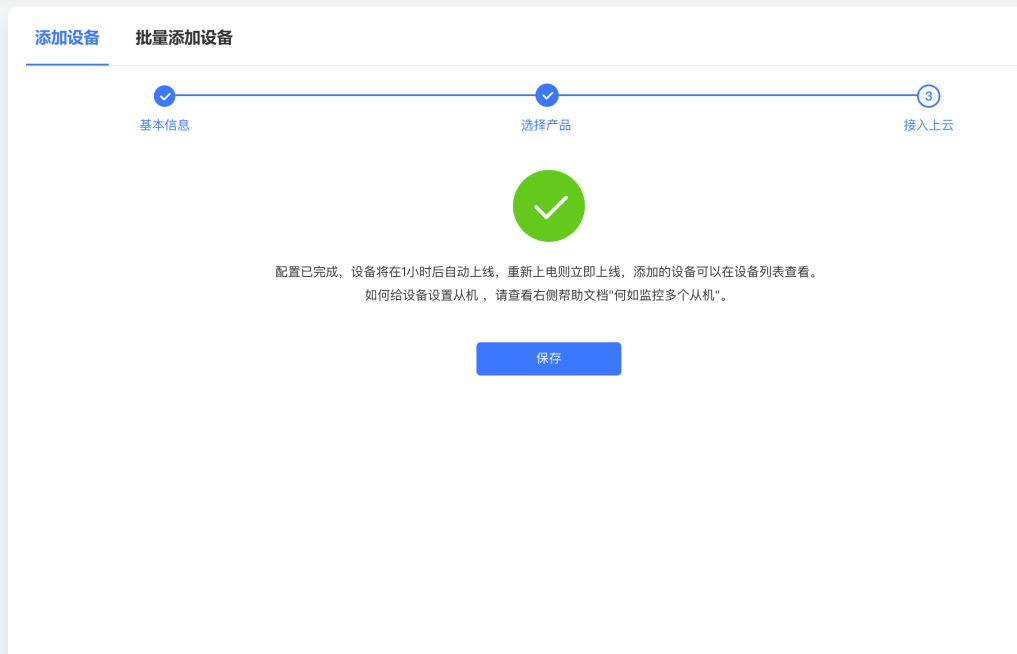 添加设备 批量添加设备
3
基本信息 选择产品 接入上云
配置已完成，设备将在1小时后自动上线，重新上电则立即上线，添加的设备可以在设备列表查看。
如何给设备设置从机 ，请查看右侧帮助文档"何如监控多个从机"。
保存